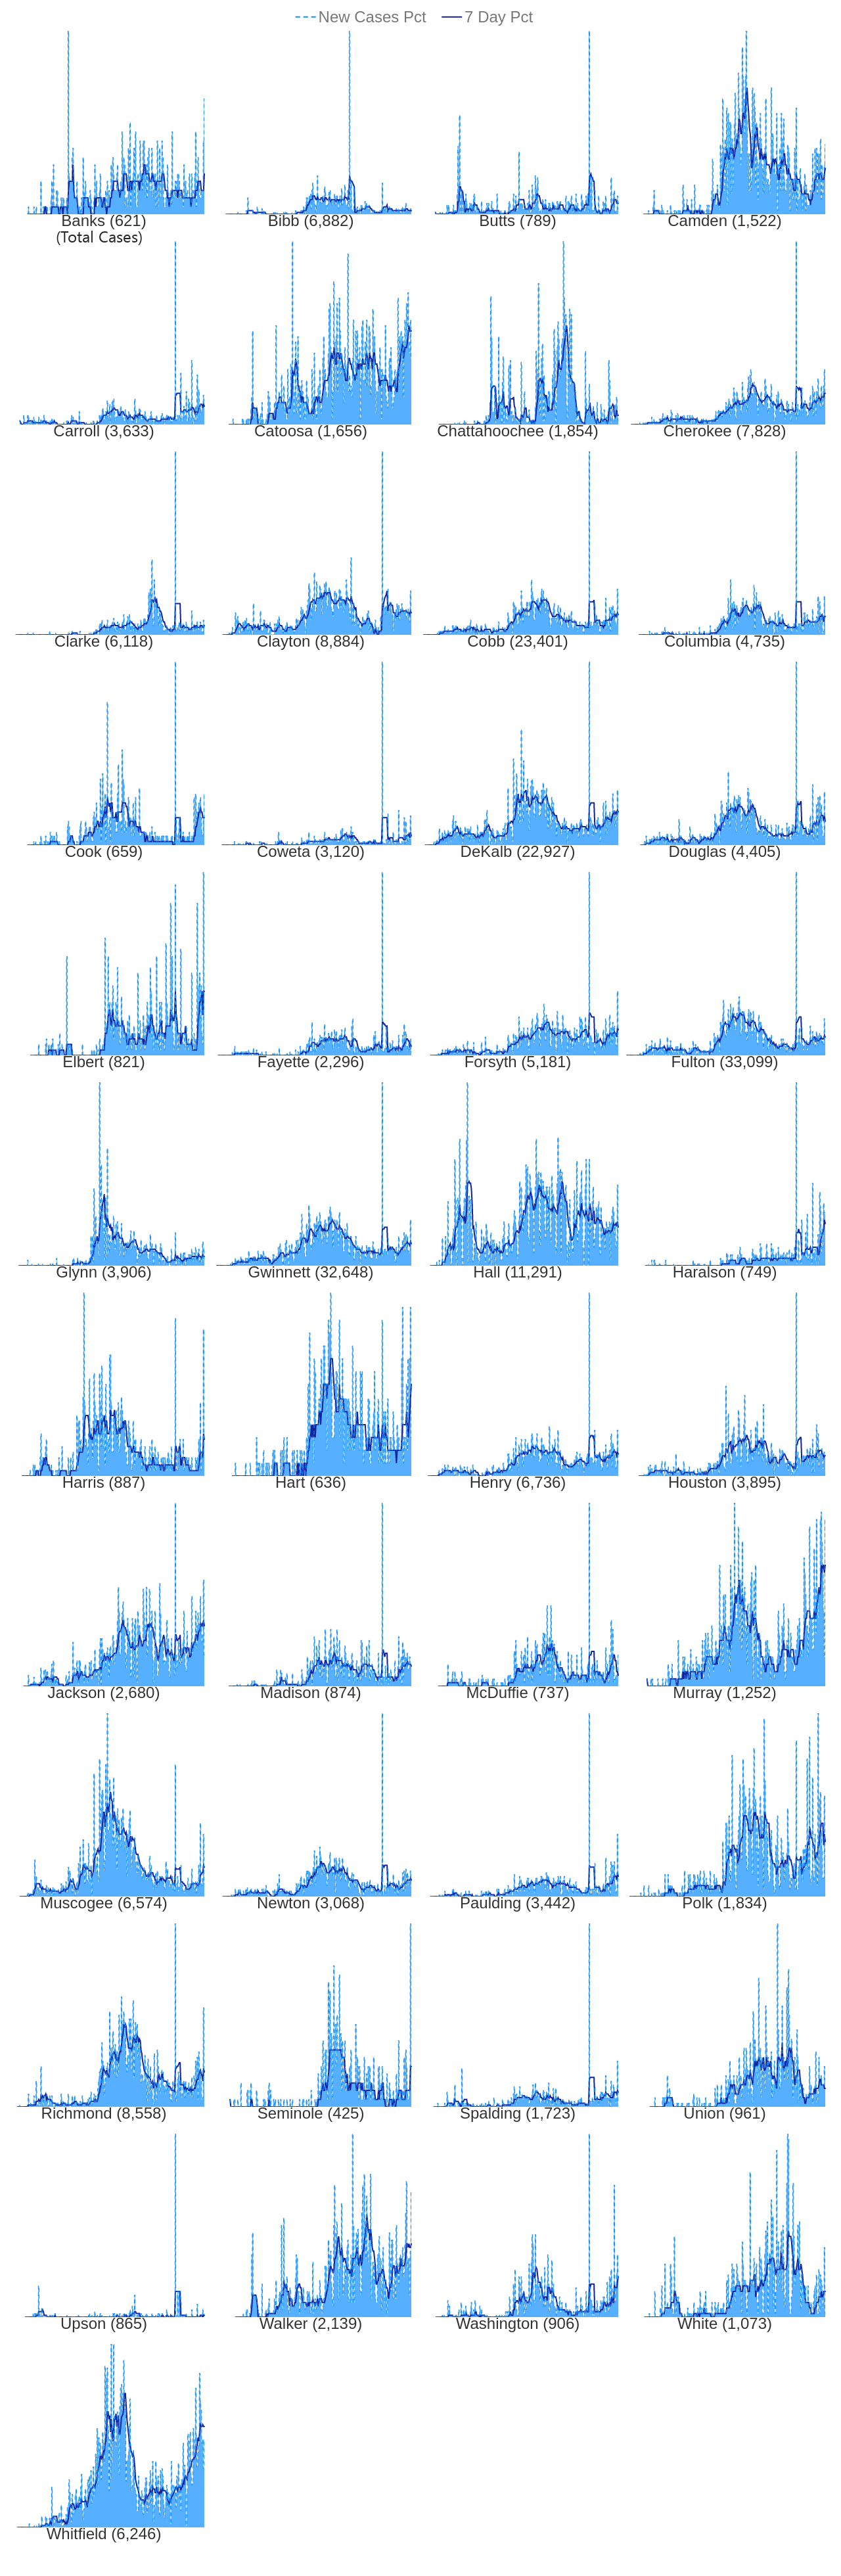 New Cases Pct 7 Day Pct
Banks (621) Bibb (6,882) Butts (789) Camden (1,522)
(Total Cases)
Carroll (3,633) Catoosa (1,656) Chattahoochee (1,854) Cherokee (7,828)
Clarke (6,118) Clayton (8,884) Cobb (23,401) Columbia (4,735)
Cook (659) Coweta (3,120) DeKalb (22,927) Douglas (4,405)
Elbert (821) Fayette (2,296) Forsyth (5,181) Fulton (33,099)
Glynn (3,906) Gwinnett (32,648) Hall (11,291) Haralson (749)
Harris (887) Hart (636) Henry (6,736) Houston (3,895)
Jackson (2,680) Madison (874) McDuffie (737) Murray (1,252)
Muscogee (6,574) Newton (3,068) Paulding (3,442) Polk (1,834)
Richmond (8,558) Seminole (425) Spalding (1,723) Union (961)
Upson (865) Walker (2,139) Washington (906) White (1,073)
Whitfield (6,246)